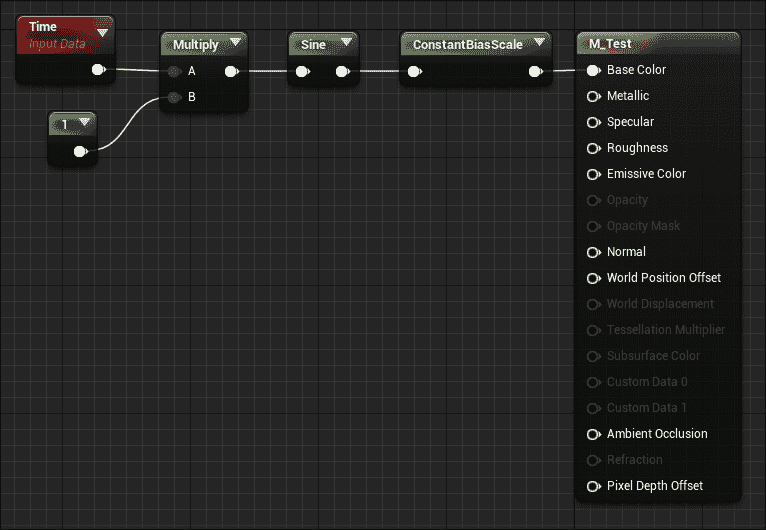 Time
Input Data
1
Multiply
A
B
Sine
ConstantBiasScale
M_Test
Base Color
Metallic
Specular
Roughness
Emissive Color
Opacity
Opacity Mask
Normal
World Position Offset
World Displacement
Tessellation Multiplier
Subsurface Color
Custom Data 0
Custom Data 1
Ambient Occlusion
Refraction
Pixel Depth Offset